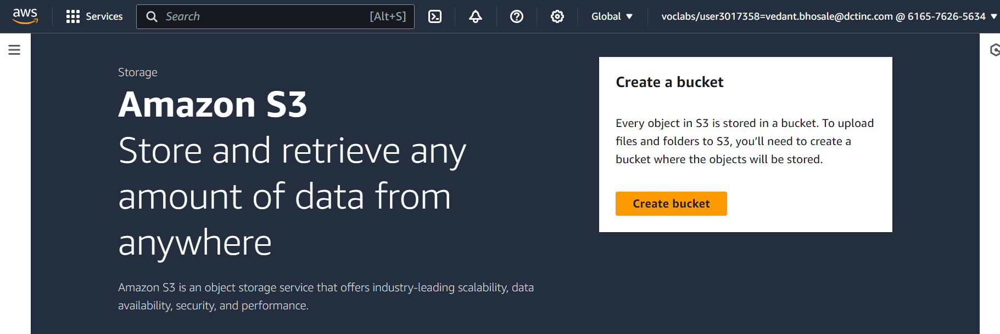 aws
Services
Search
[Alt+S]
Global
voclabs/user3017358=vedant.bhosale@dctinc.com @ 6165-7626-5634
Storage
Amazon S3
Store and retrieve any
amount of data from
anywhere
Amazon S3 is an object storage service that offers industry-leading scalability, data
availability, security, and performance.
Create a bucket
Every object in S3 is stored in a bucket. To upload
files and folders to S3, you’ll need to create a
bucket where the objects will be stored.
Create bucket